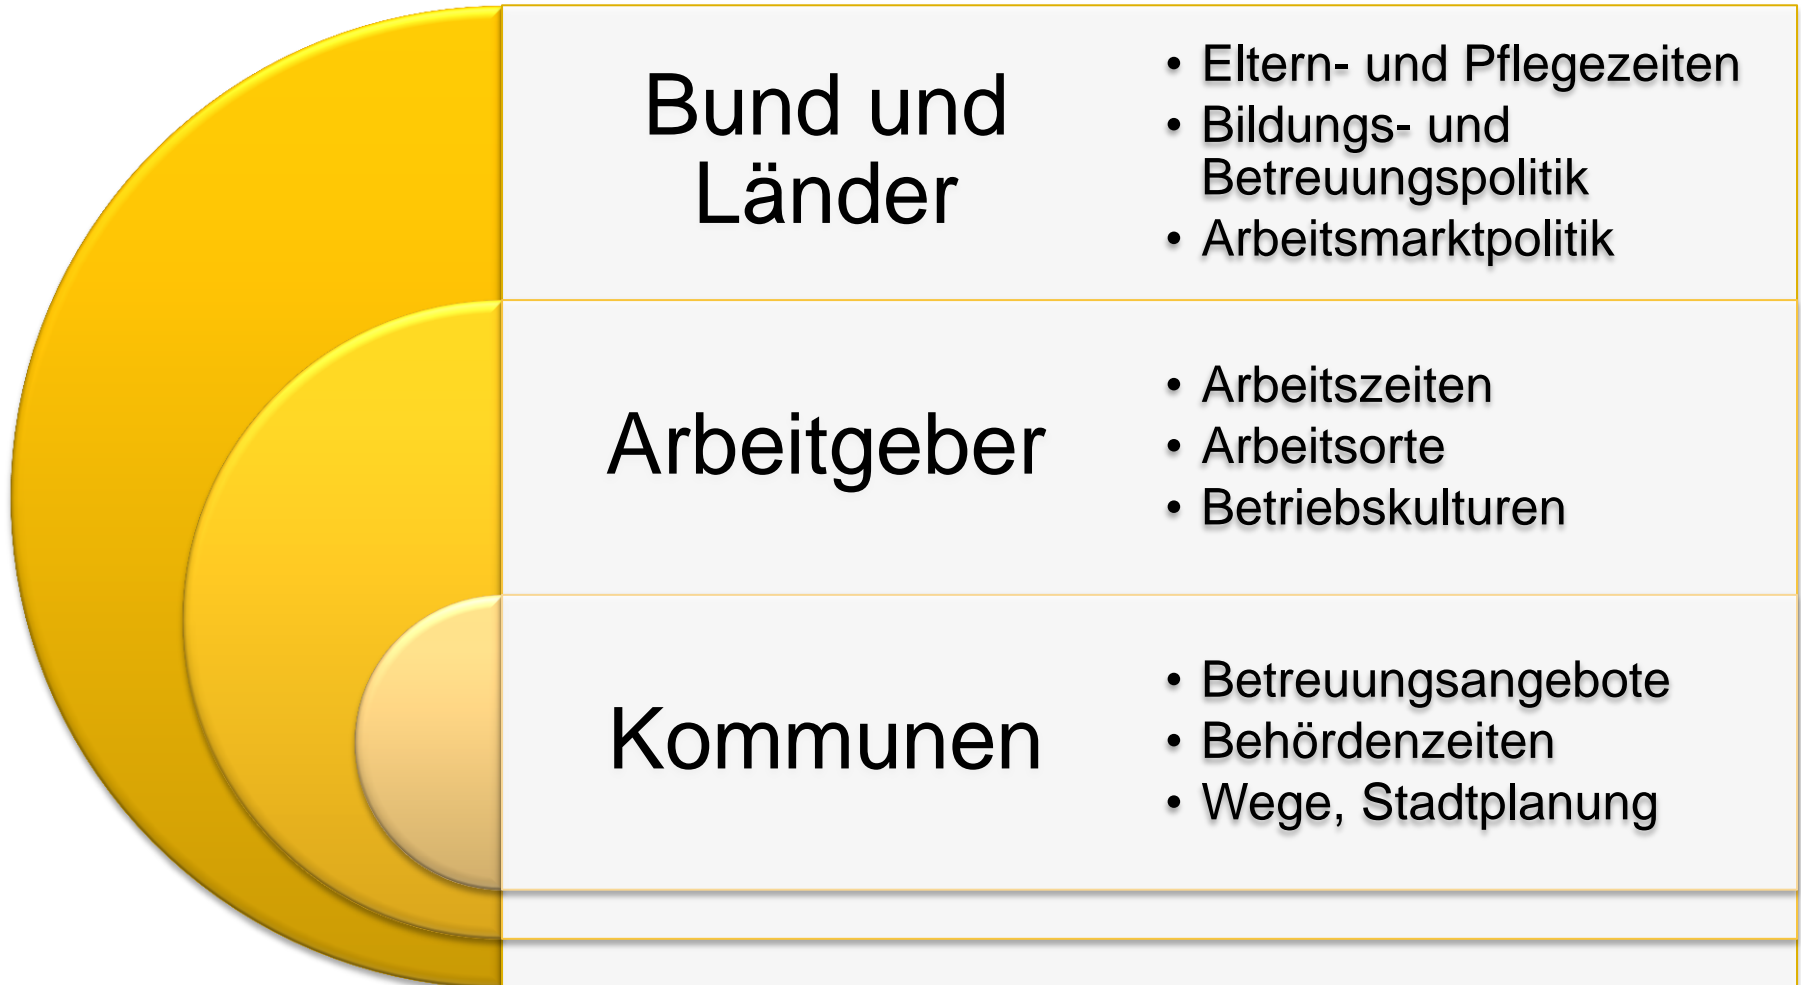 Bund und
Länder
• Eltern- und Pflegezeiten
• Bildungs- und
Betreuungspolitik
• Arbeitsmarktpolitik
Arbeitgeber
• Arbeitszeiten
• Arbeitsorte
• Betriebskulturen
Kommunen
• Betreuungsangebote
• Behördenzeiten
• Wege, Stadtplanung